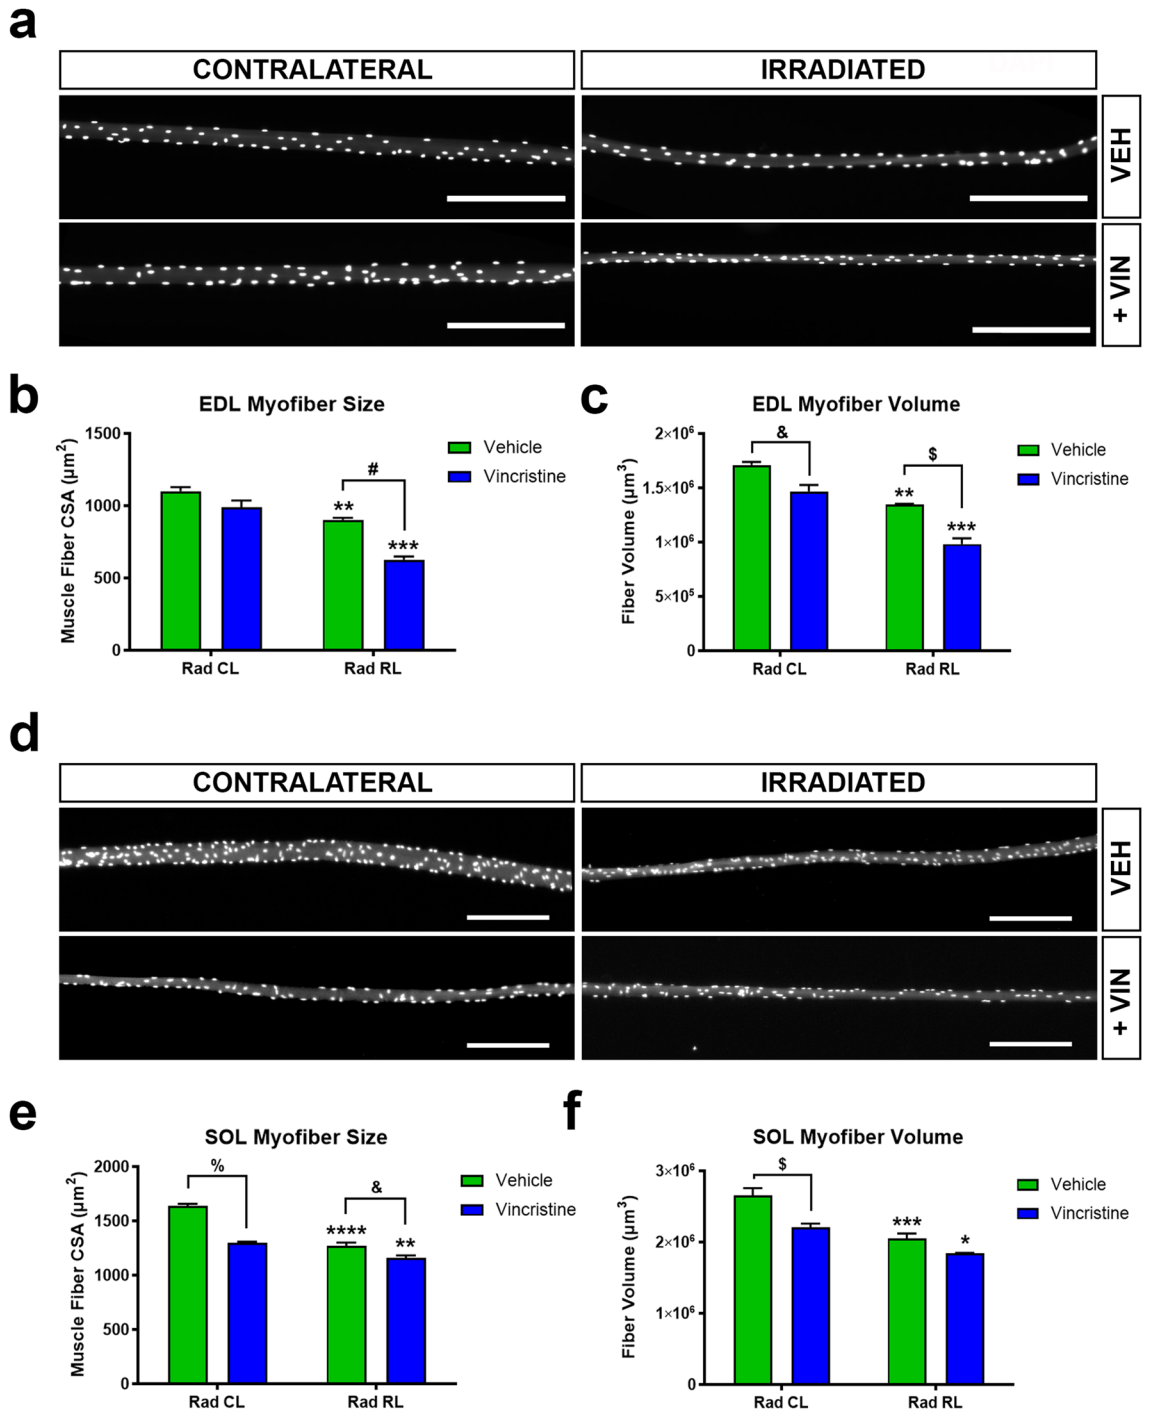 a
CONTRALATERAL
IRRADIATED
VEH
+ VIN
b
EDL Myofiber Size
Muscle Fiber CSA (µm²)
1500
1000
500
0
#
**
***
Rad CL
Rad RL
Vehicle
Vincristine
c
EDL Myofiber Volume
Fiber Volume (µm³)
2×10⁶
1.5×10⁶
1×10⁶
5×10⁵
0
&
$
**
***
Rad CL
Rad RL
Vehicle
Vincristine
d
CONTRALATERAL
IRRADIATED
VEH
+ VIN
e
SOL Myofiber Size
Muscle Fiber CSA (µm²)
2000
1500
1000
500
0
%
&
****
**
Rad CL
Rad RL
Vehicle
Vincristine
f
SOL Myofiber Volume
Fiber Volume (µm³)
3×10⁶
2×10⁶
1×10⁶
0
$
***
*
Rad CL
Rad RL
Vehicle
Vincristine